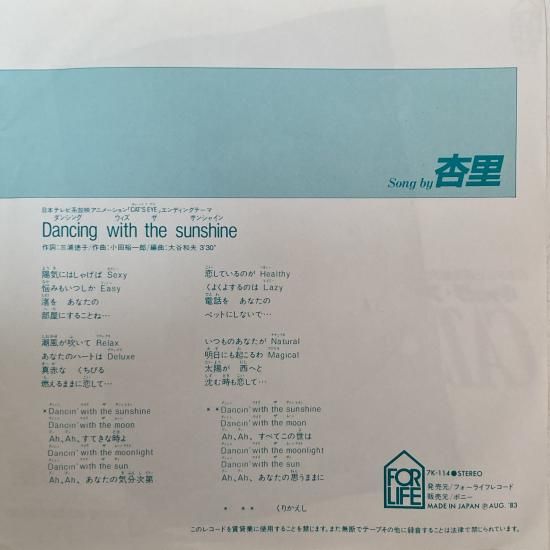 Song by 杏里
日本テレビ系放映アニメーション「CAT'S EYE」エンディングテーマ
ダンシング ウィズ ザ サンシャイン
Dancing with the sunshine
作詞:三浦徳子/作曲:小田裕一郎/編曲:大谷和夫 3'30"
陽気にはしゃげば Sexy
悩みもいつしか Easy
渚を あなたの
部屋にすることね…
潮風が吹いて Relax
あなたのハートは Deluxe
真赤な くちびる
燃えるままに恋して…
*Dancin' with the sunshine
Dancin' with the moon
Ah, Ah, すてきな時よ
Dancin' with the moonlight
Dancin' with the sun
Ah, Ah, あなたの気分次第
恋しているのが Healthy
くよくよするのは Lazy
電話を あなたの
ペットにしないで…
いつものあなたが Natural
明日にも起こるわ Magical
太陽が 西へと
沈む時も恋して…
**Dancin' with the sunshine
Dancin' with the moon
Ah, Ah, すべてこの世は
Dancin' with the moonlight
Dancin' with the sun
Ah, Ah, あなたの思うままに
* ** くりかえし
FOR
LIFE
7K-114●STEREO
発売元/フォーライフレコード
販売元/ポニー
MADE IN JAPAN Ⓟ AUG. '83
このレコードを賃貸業に使用することを禁じます。また無断でテープその他に録音することは法律で禁じられています。